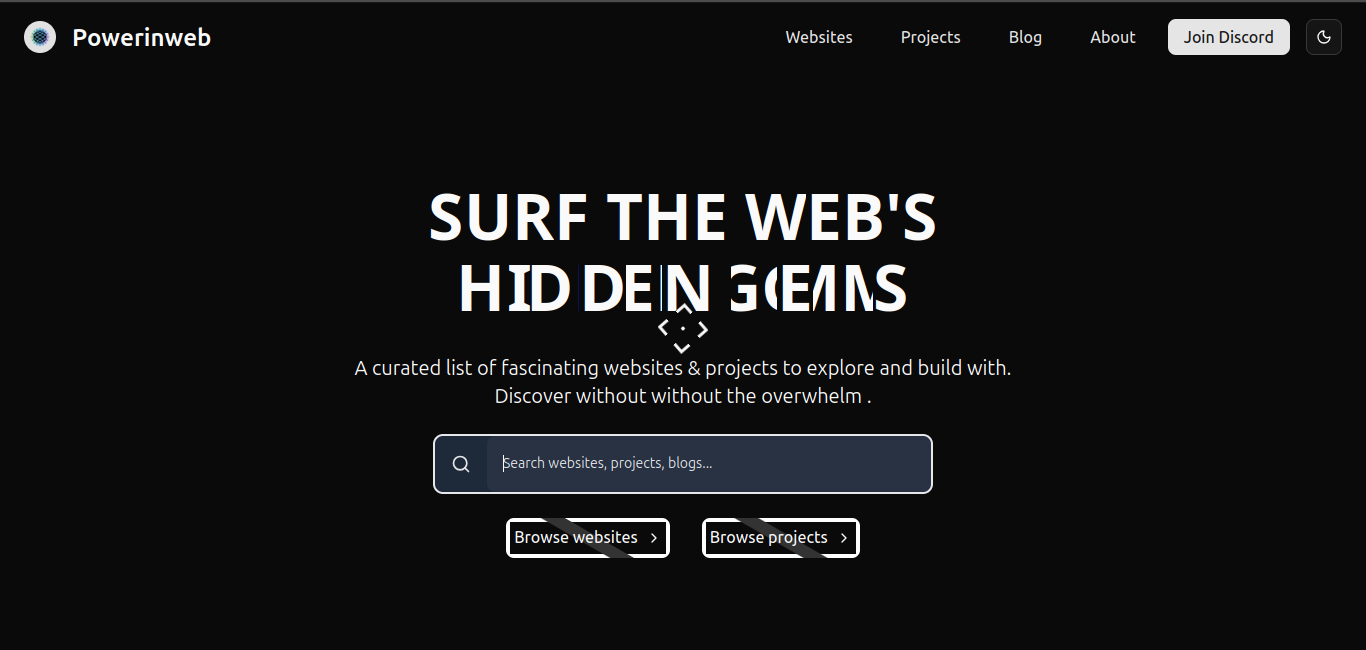 Powerinweb
Websites
Projects
Blog
About
Join Discord
SURF THE WEB'S
HIDDEN GEMS
A curated list of fascinating websites & projects to explore and build with.
Discover without without the overwhelm .
Search websites, projects, blogs...
Browse websites
Browse projects